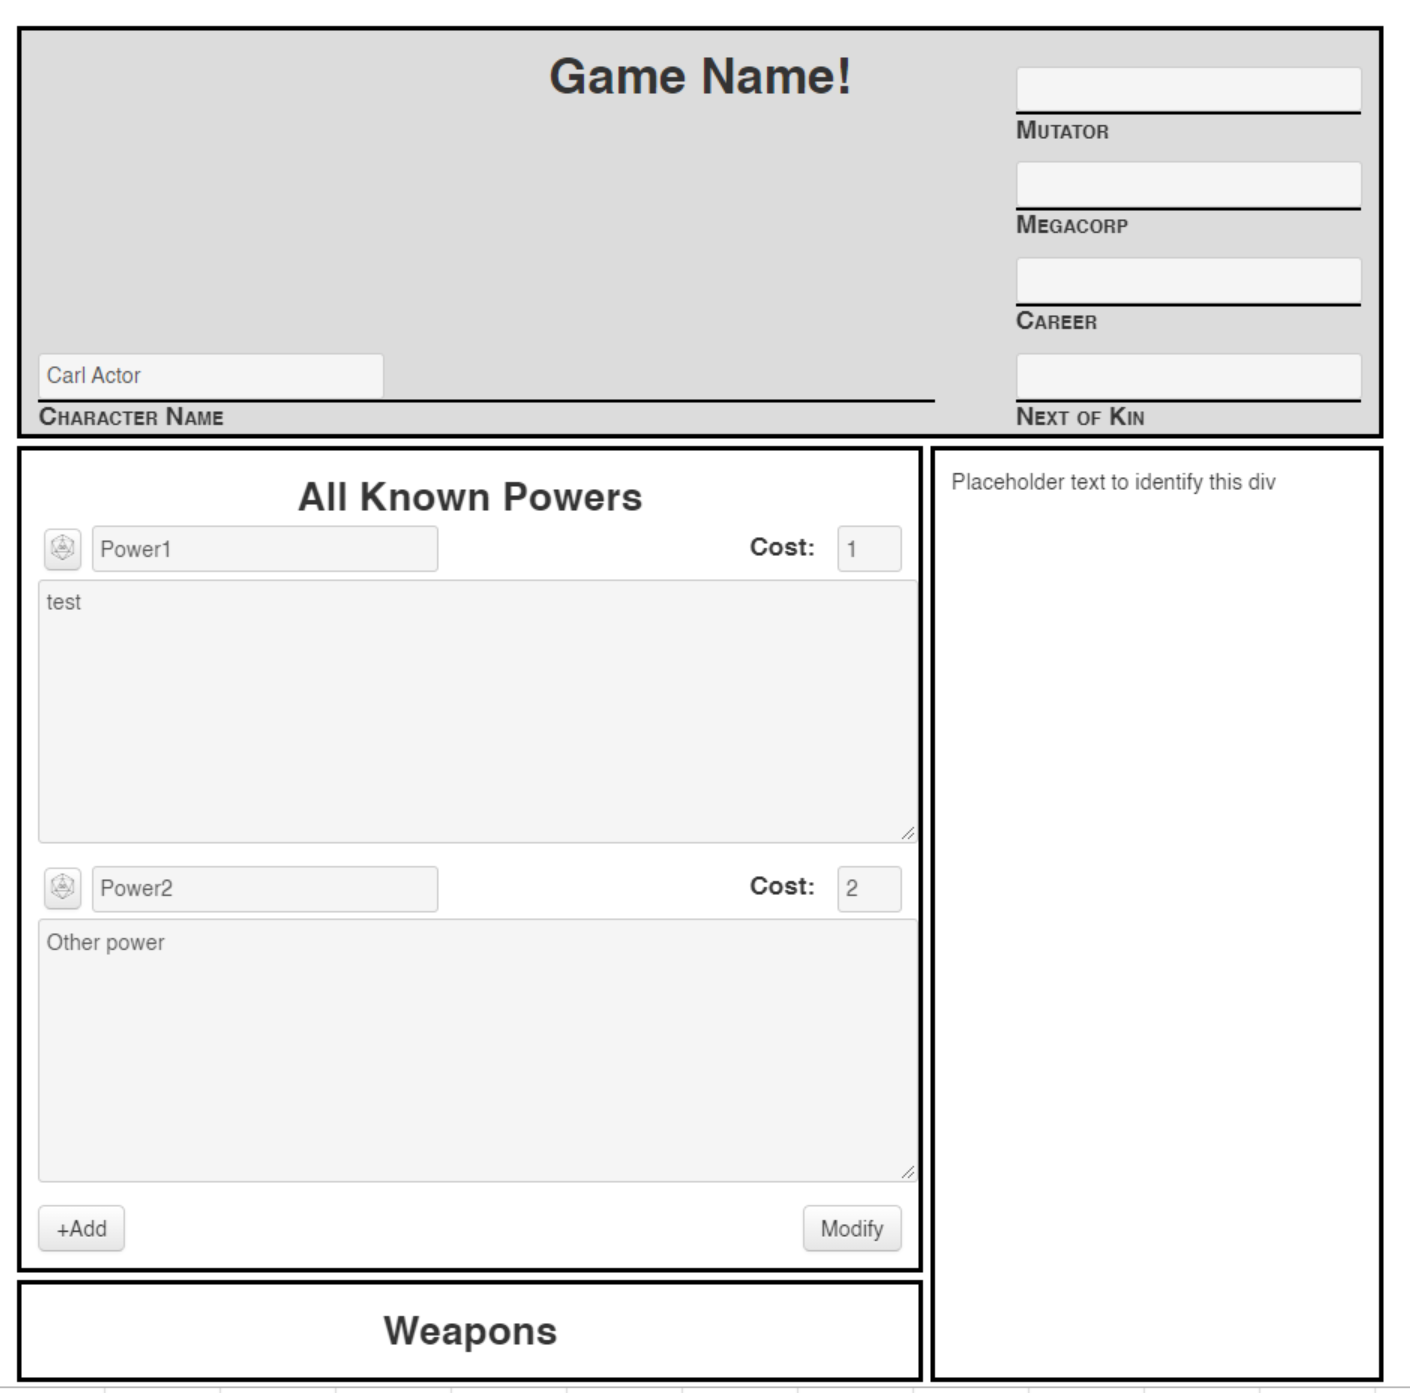 Game Name!
Mutator
Megacorp
Career
Carl Actor
Character Name
Next of Kin
All Known Powers
Power1 Cost: 1
test
Power2 Cost: 2
Other power
+Add Modify
Weapons
Placeholder text to identify this div